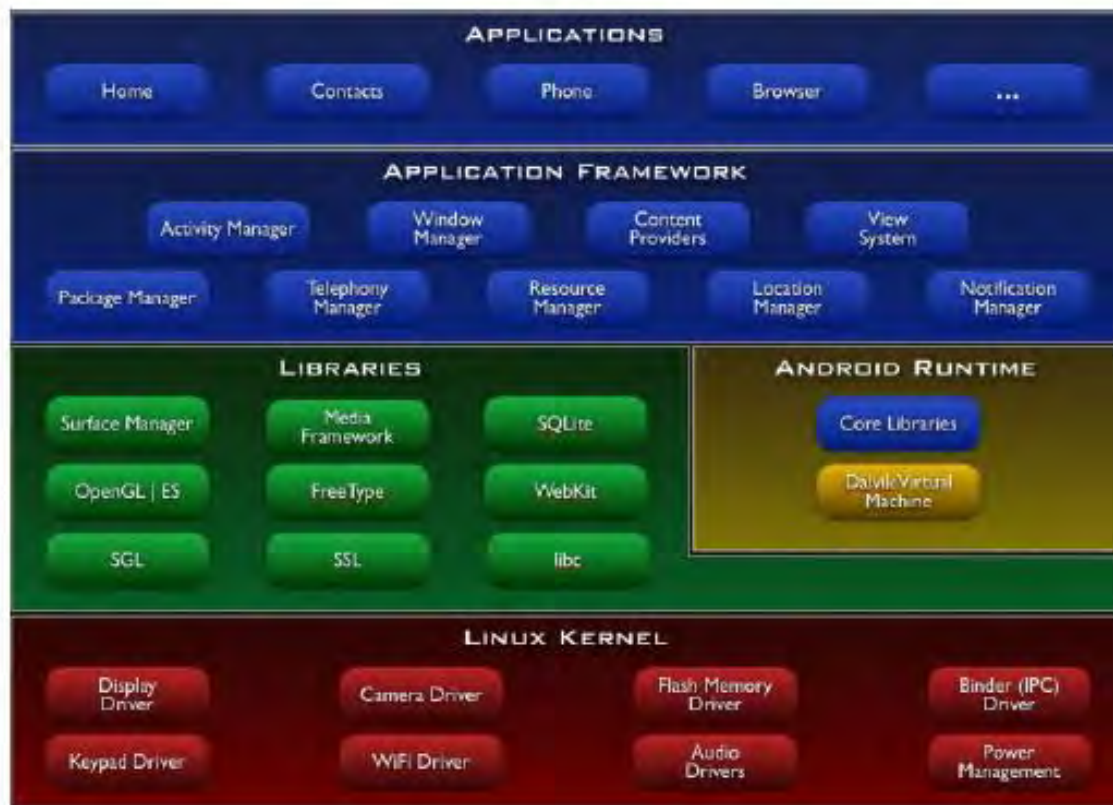 APPLICATIONS
Home
Contacts
Phone
Browser
...
APPLICATION FRAMEWORK
Activity Manager
Window
Manager
Content
Providers
View
System
Package Manager
Telephony
Manager
Resource
Manager
Location
Manager
Notification
Manager
LIBRARIES
Surface Manager
Media
Framework
SQLite
OpenGL | ES
FreeType
WebKit
SGL
SSL
libc
ANDROID RUNTIME
Core Libraries
Dalvik Virtual
Machine
LINUX KERNEL
Display
Driver
Camera Driver
Flash Memory
Driver
Binder (IPC)
Driver
Keypad Driver
WiFi Driver
Audio
Drivers
Power
Management